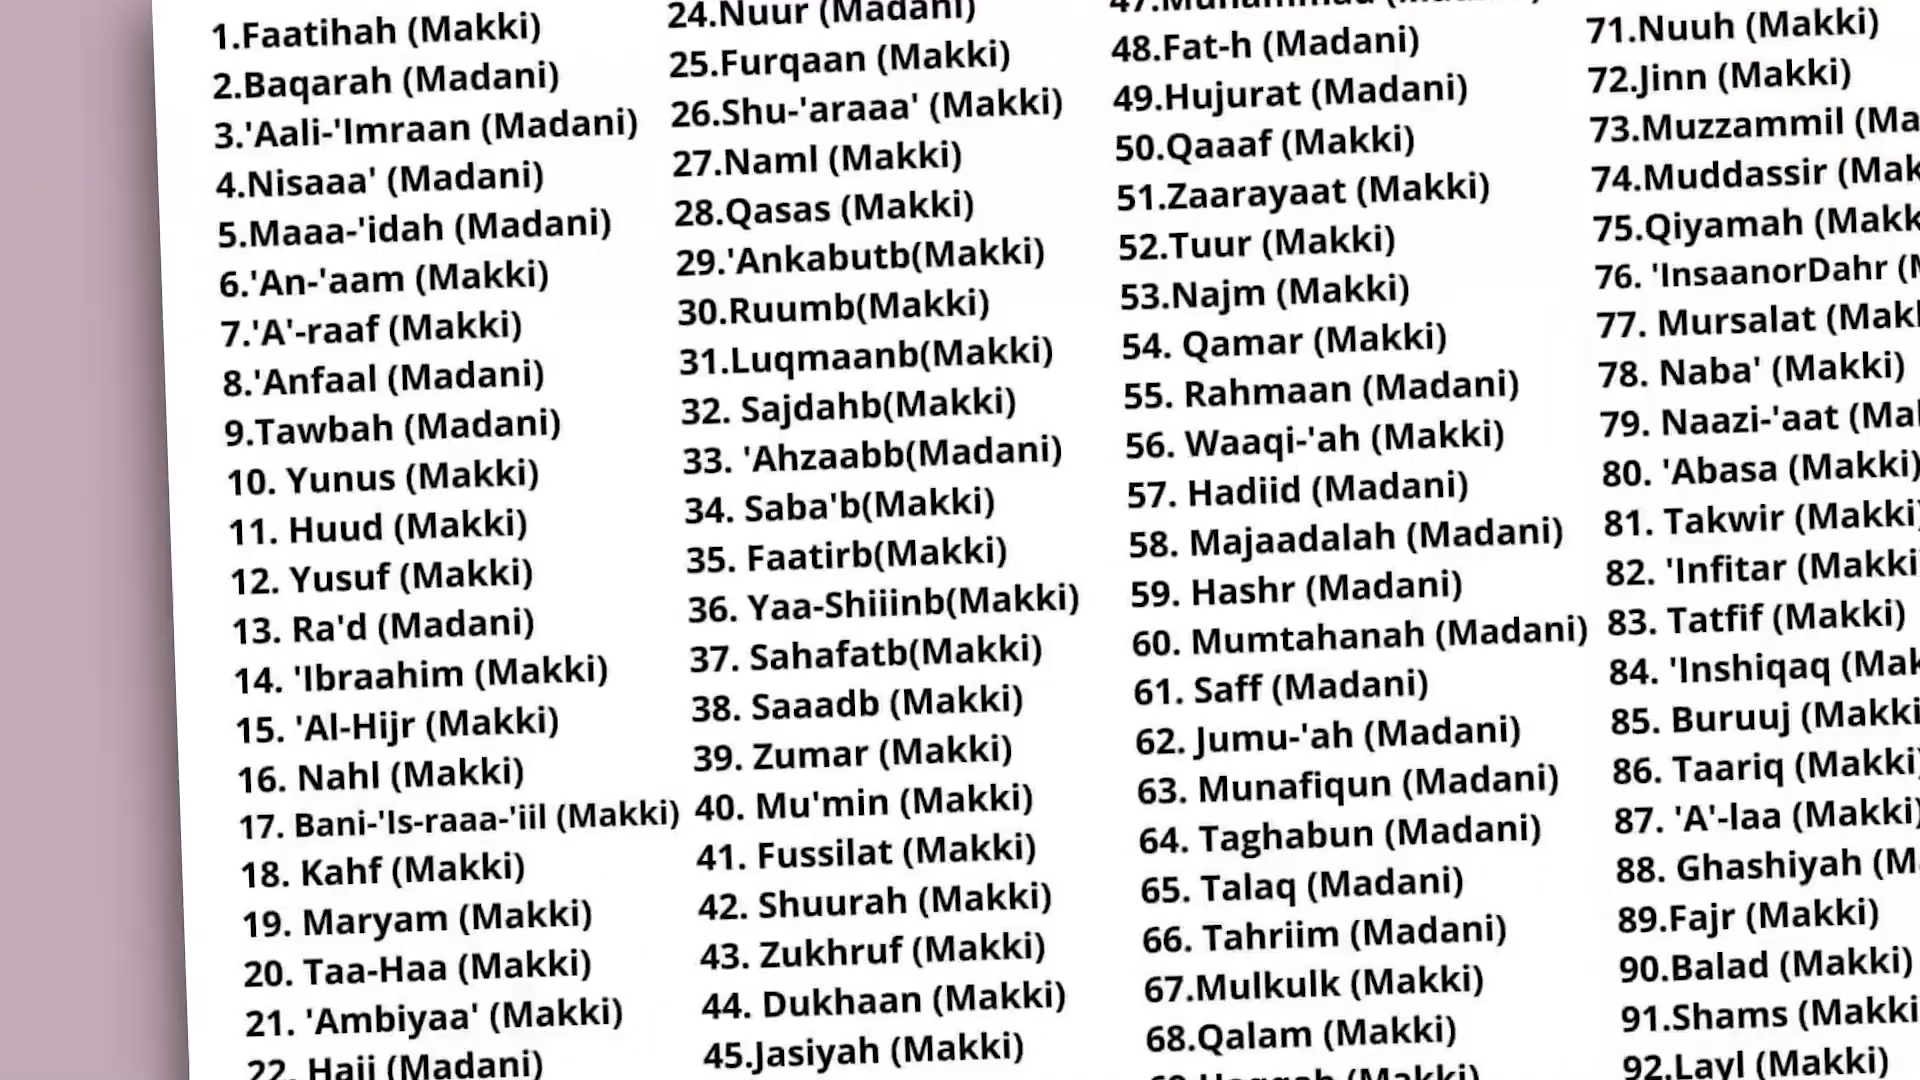 1.Faatihah (Makki)
2.Baqarah (Madani)
3.'Aali-'Imraan (Madani)
4.Nisaaa' (Madani)
5.Maaa-'idah (Madani)
6.'An-'aam (Makki)
7.'A'-raaf (Makki)
8.'Anfaal (Madani)
9.Tawbah (Madani)
10. Yunus (Makki)
11. Huud (Makki)
12. Yusuf (Makki)
13. Ra'd (Madani)
14. 'Ibraahim (Makki)
15. 'Al-Hijr (Makki)
16. Nahl (Makki)
17. Bani-'Is-raaa-'iil (Makki)
18. Kahf (Makki)
19. Maryam (Makki)
20. Taa-Haa (Makki)
21. 'Ambiyaa' (Makki)
22. Hajj (Madani)
24.Nuur (Madani)
25.Furqaan (Makki)
26.Shu-'araaa' (Makki)
27.Naml (Makki)
28.Qasas (Makki)
29.'Ankabutb(Makki)
30.Ruumb(Makki)
31.Luqmaanb(Makki)
32. Sajdahb(Makki)
33. 'Ahzaabb(Madani)
34. Saba'b(Makki)
35. Faatirb(Makki)
36. Yaa-Shiiinb(Makki)
37. Sahafatb(Makki)
38. Saaadb (Makki)
39. Zumar (Makki)
40. Mu'min (Makki)
41. Fussilat (Makki)
42. Shuurah (Makki)
43. Zukhruf (Makki)
44. Dukhaan (Makki)
45.Jasiyah (Makki)
48.Fat-h (Madani)
49.Hujurat (Madani)
50.Qaaaf (Makki)
51.Zaarayaat (Makki)
52.Tuur (Makki)
53.Najm (Makki)
54. Qamar (Makki)
55. Rahmaan (Madani)
56. Waaqi-'ah (Makki)
57. Hadiid (Madani)
58. Majaadalah (Madani)
59. Hashr (Madani)
60. Mumtahanah (Madani)
61. Saff (Madani)
62. Jumu-'ah (Madani)
63. Munafiqun (Madani)
64. Taghabun (Madani)
65. Talaq (Madani)
66. Tahriim (Madani)
67.Mulkulk (Makki)
68.Qalam (Makki)
71.Nuuh (Makki)
72.Jinn (Makki)
73.Muzzammil (Ma
74.Muddassir (Mak
75.Qiyamah (Makk
76. 'InsaanorDahr (M
77. Mursalat (Makk
78. Naba' (Makki)
79. Naazi-'aat (Mak
80. 'Abasa (Makki)
81. Takwir (Makki)
82. 'Infitar (Makki
83. Tatfif (Makki)
84. 'Inshiqaq (Mak
85. Buruuj (Makki
86. Taariq (Makki)
87. 'A'-laa (Makki)
88. Ghashiyah (Ma
89.Fajr (Makki)
90.Balad (Makki)
91.Shams (Makki
92.Layl (Makki)